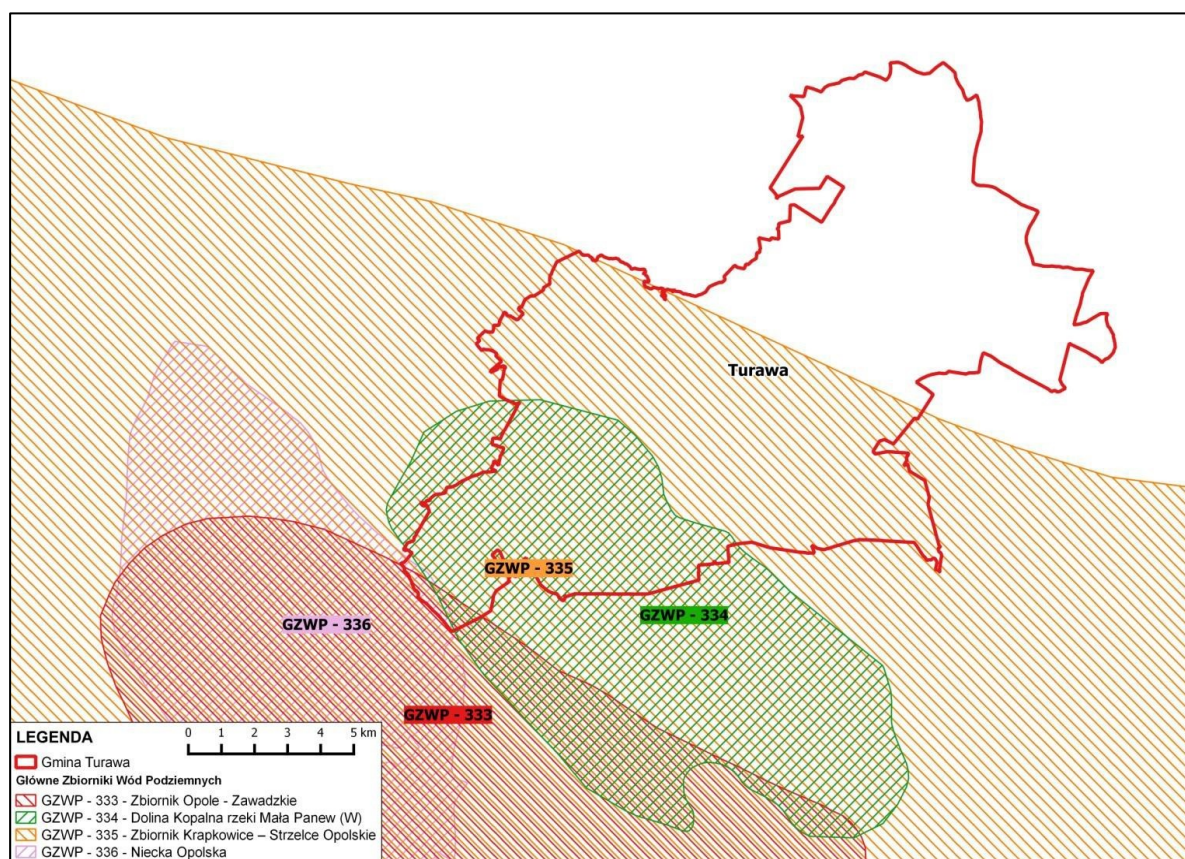 Turawa
GZWP - 335
GZWP - 334
GZWP - 336
GZWP - 333
LEGENDA
0 1 2 3 4 5 km
Gmina Turawa
Główne Zbiorniki Wód Podziemnych
GZWP - 333 - Zbiornik Opole - Zawadzkie
GZWP - 334 - Dolina Kopalna rzeki Mała Panew (W)
GZWP - 335 - Zbiornik Krapkowice – Strzelce Opolskie
GZWP - 336 - Niecka Opolska